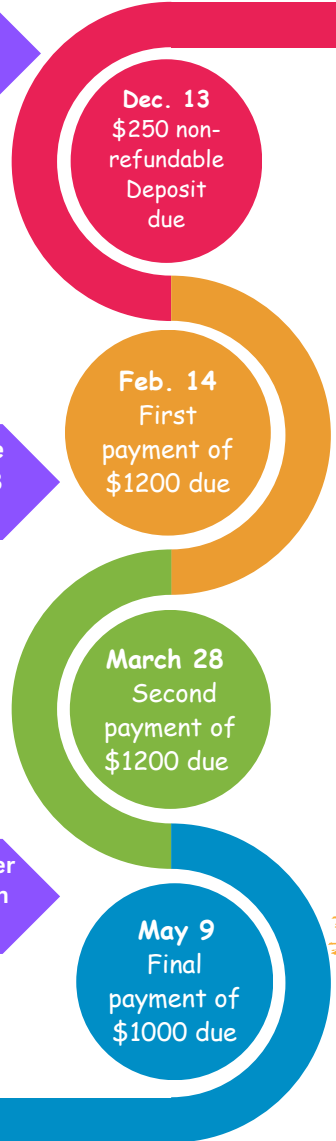 Dec. 13
$250 non-
refundable
Deposit
due
Feb. 14
First
payment of
$1200 due
March 28
Second
payment of
$1200 due
May 9
Final
payment of
$1000 due